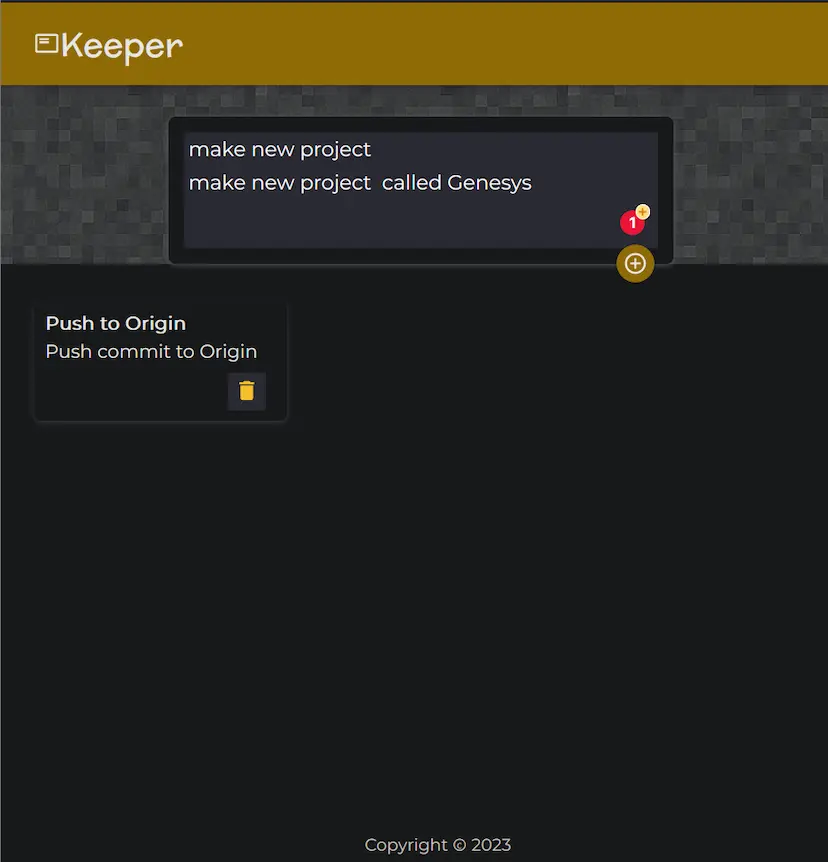 Keeper
make new project
make new project  called Genesys
1
Push to Origin
Push commit to Origin
Copyright © 2023